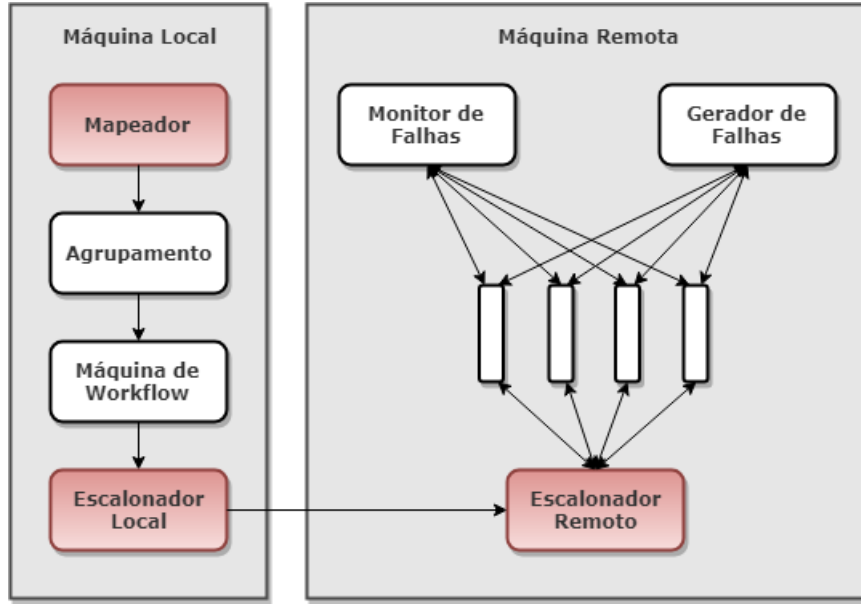 Máquina Local
Mapeador
Agrupamento
Máquina de
Workflow
Escalonador
Local
Máquina Remota
Monitor de
Falhas
Gerador de
Falhas
Escalonador
Remoto